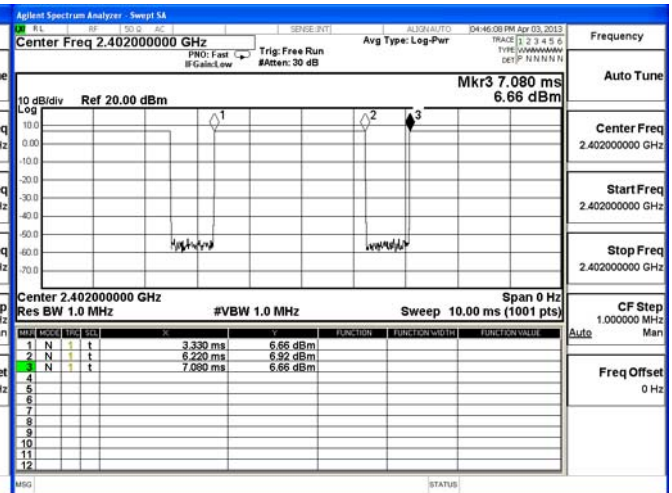 Agilent Spectrum Analyzer - Swept SA
RL RF 50 Ω AC SENSE:INT ALIGNAUTO 04:46:08 PM Apr 03, 2013
Center Freq 2.402000000 GHz
PNO: Fast
IFGain:Low
Trig: Free Run
#Atten: 30 dB
Avg Type: Log-Pwr
TRACE 1 2 3 4 5 6
TYPE
DET P N N N N N
Mkr3 7.080 ms
6.66 dBm
10 dB/div Ref 20.00 dBm
Log
10.0
0.00
-10.0
-20.0
-30.0
-40.0
-50.0
-60.0
-70.0
1
2
3
Center 2.402000000 GHz Span 0 Hz
Res BW 1.0 MHz #VBW 1.0 MHz Sweep 10.00 ms (1001 pts)
MKR MODE TRC SCL X Y FUNCTION FUNCTION WIDTH FUNCTION VALUE
1 N 1 t 3.330 ms 6.66 dBm
2 N 1 t 6.220 ms 6.92 dBm
3 N 1 t 7.080 ms 6.66 dBm
4
5
6
7
8
9
10
11
12
MSG STATUS
Frequency
Auto Tune
Center Freq
2.402000000 GHz
Start Freq
2.402000000 GHz
Stop Freq
2.402000000 GHz
CF Step
1.000000 MHz
Auto Man
Freq Offset
0 Hz